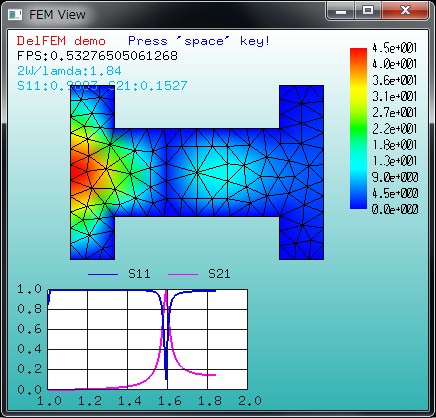 FEM View
DelFEM demo Press 'space' key!
FPS:0.53276505061268
2W/lamda:1.84
S11:0.9883 S21:0.1527
4.5e+001
4.0e+001
3.6e+001
3.1e+001
2.7e+001
2.2e+001
1.8e+001
1.3e+001
9.0e+000
4.5e+000
0.0e+000
S11 S21
1.0
0.8
0.6
0.4
0.2
0.0
1.0 1.2 1.4 1.6 1.8 2.0